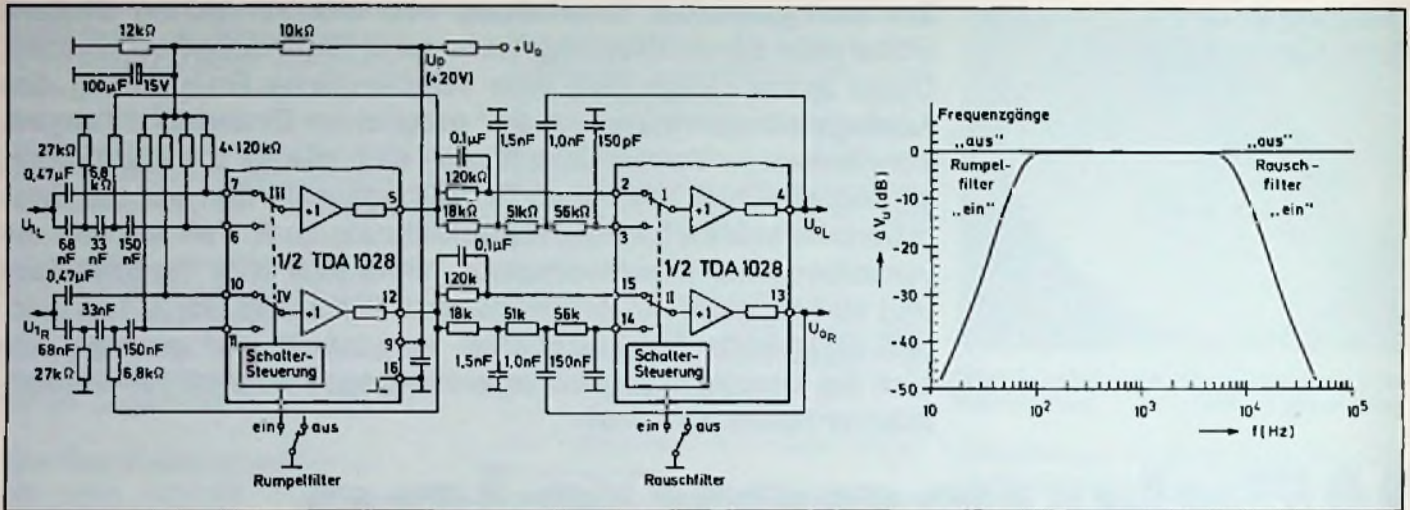 12kΩ
10kΩ
+U₀
U_D
(+20V)
100µF
15V
27kΩ
6,8
kΩ
4×120kΩ
0,47µF
0,1µF
120kΩ
18kΩ
51kΩ
56kΩ
1,5nF
1,0nF
150pF
7
III
+1
5
2
I
+1
4
U₁L
U₀L
68
nF
33
nF
150
nF
6
3
1/2 TDA 1028
1/2 TDA 1028
0,47µF
0,1µF
120k
10
IV
+1
12
15
II
+1
13
33nF
U₁R
U₀R
11
18k
51k
56k
14
9
16
68nF
150nF
27kΩ
6,8kΩ
1,5nF
1,0nF
150nF
Schalter-
Steuerung
Schalter-
Steuerung
ein
aus
ein
aus
Rumpelfilter
Rauschfilter
Frequenzgänge
„aus"
„aus"
Rumpel-
filter
„ein"
Rausch-
filter
„ein"
ΔVᵤ (dB)
0
-10
-20
-30
-40
-50
10
10²
10³
10⁴
10⁵
f(Hz)